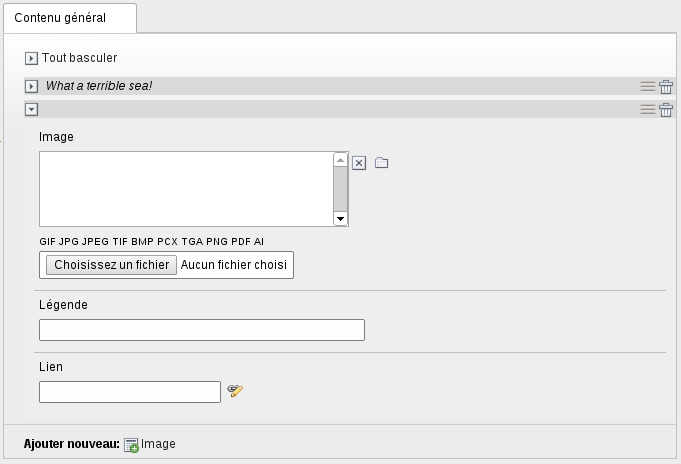 Contenu général
Tout basculer
What a terrible sea!
Image
GIF JPG JPEG TIF BMP PCX TGA PNG PDF AI
Choisissez un fichier Aucun fichier choisi
Légende
Lien
Ajouter nouveau: Image